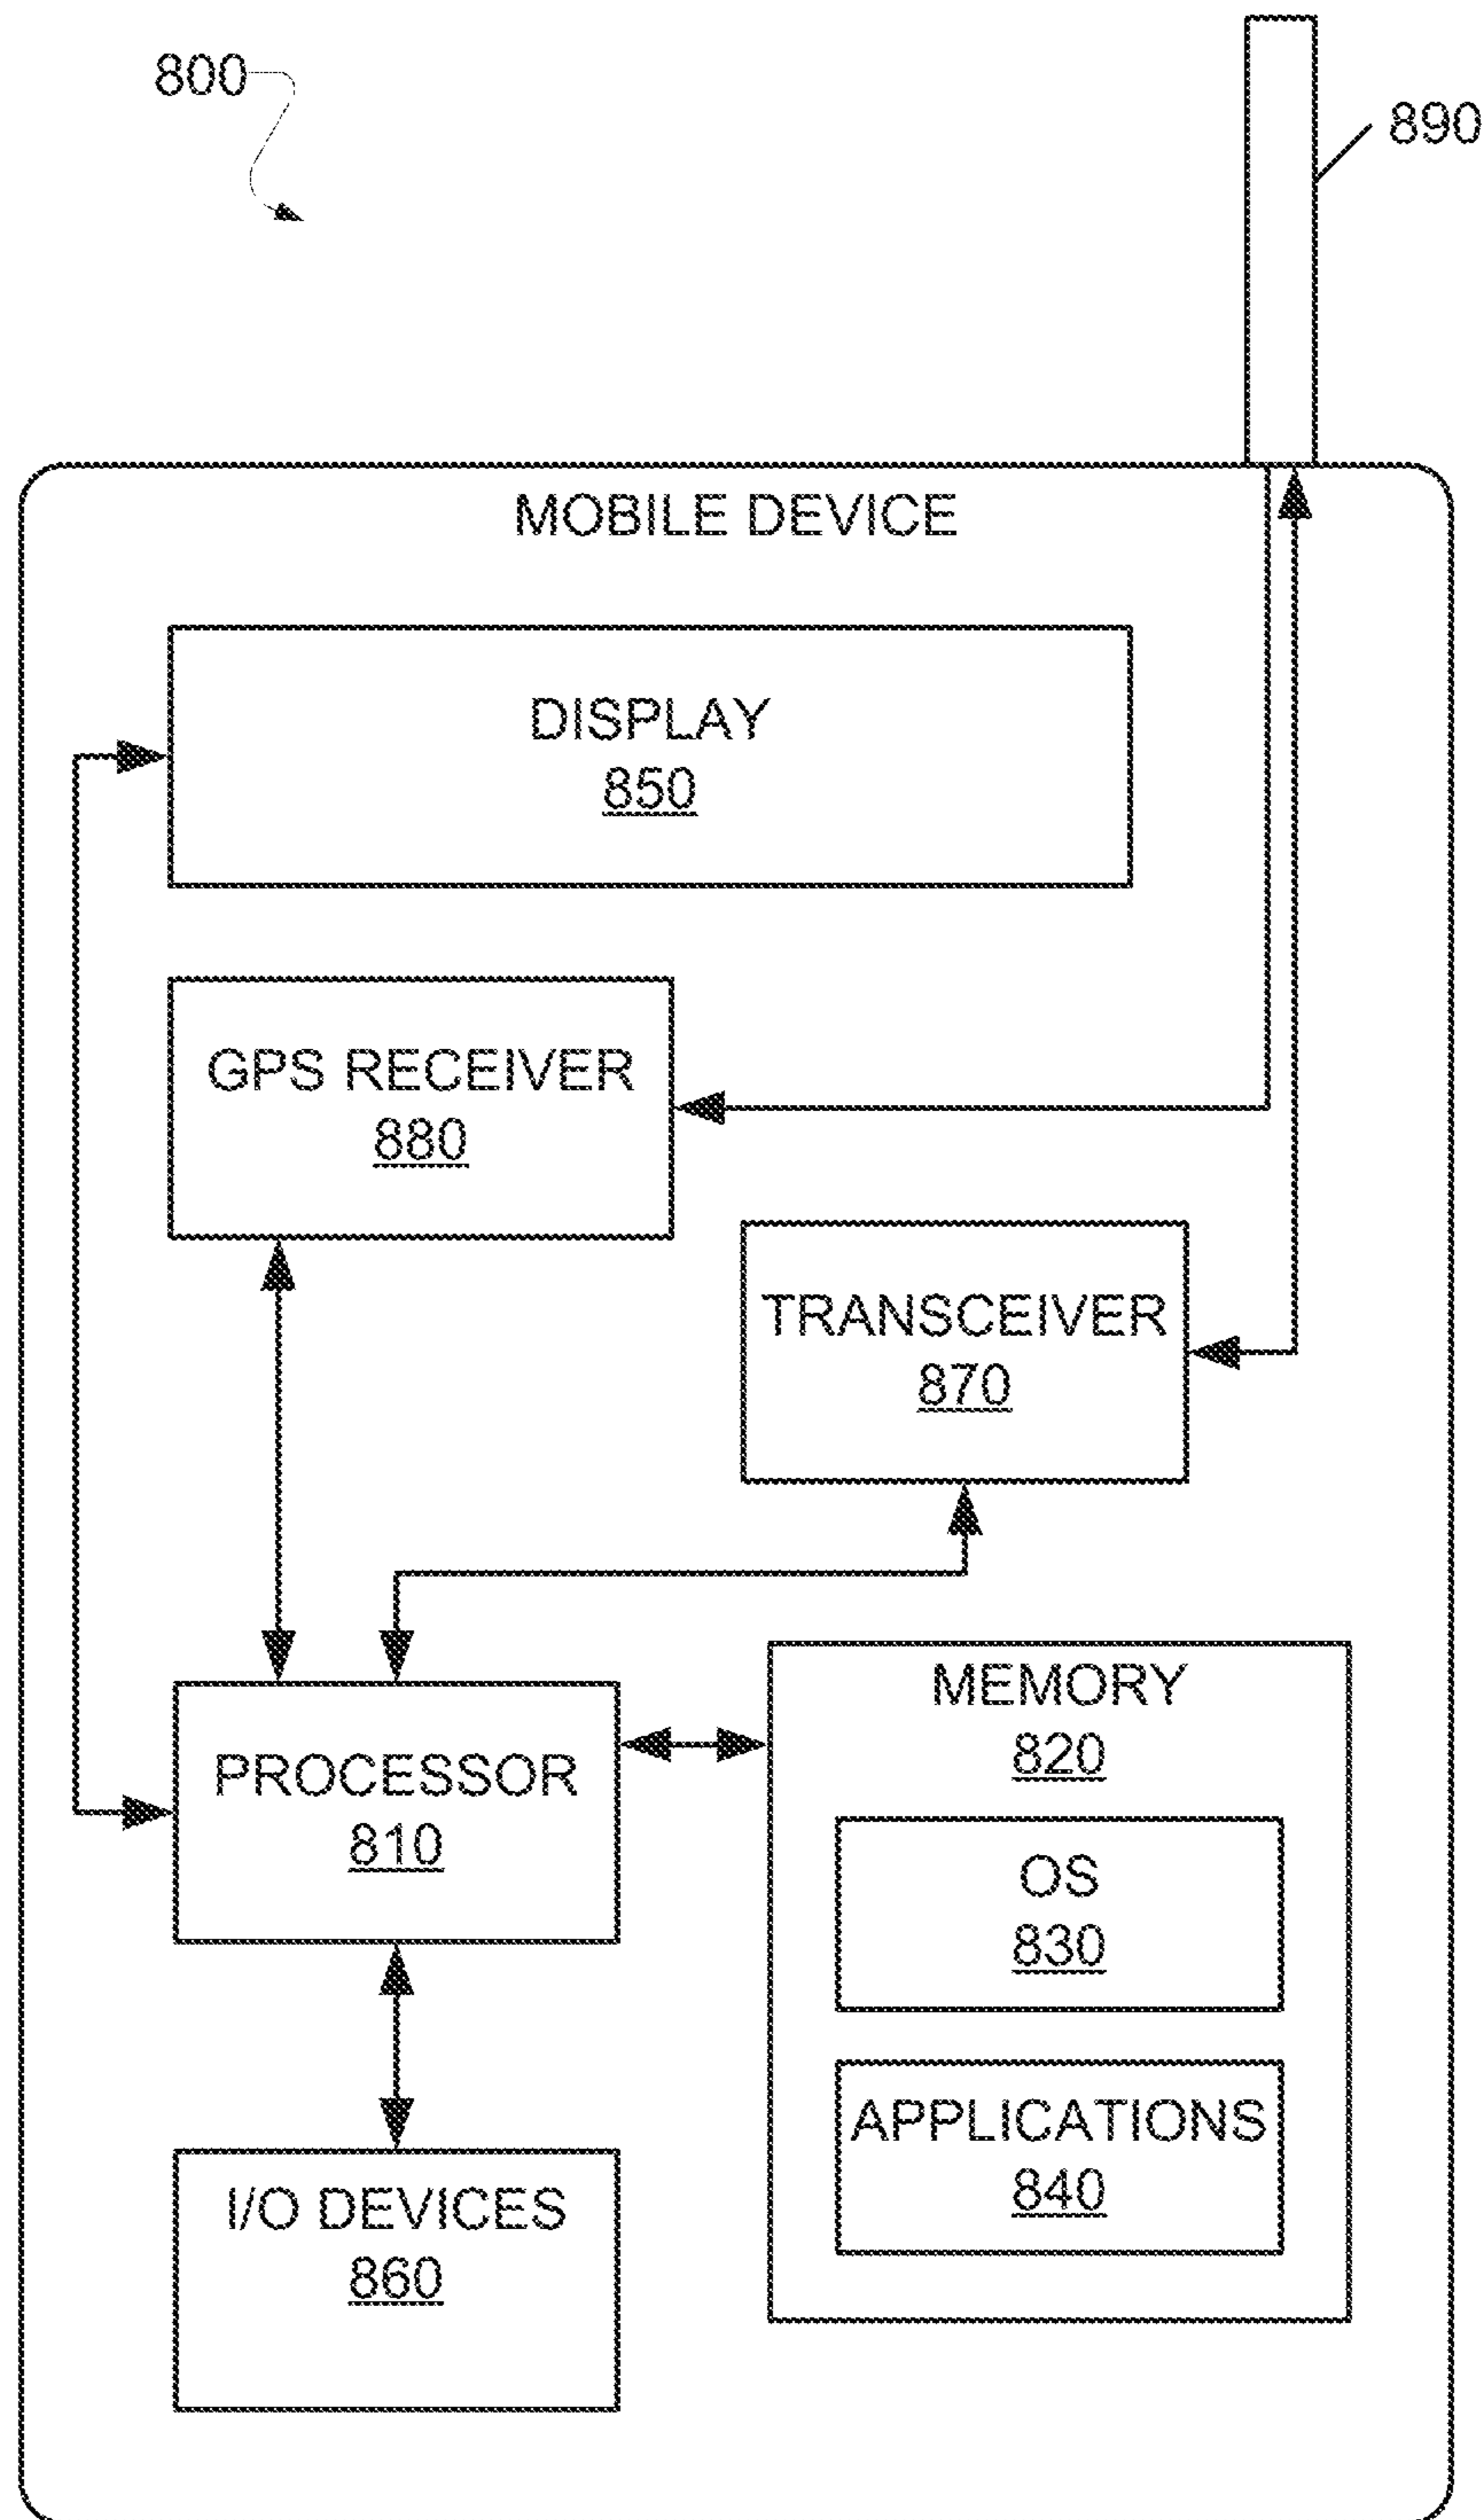 800
890
MOBILE DEVICE
DISPLAY
850
GPS RECEIVER
880
TRANSCEIVER
870
MEMORY
820
PROCESSOR
810
OS
830
APPLICATIONS
840
I/O DEVICES
860